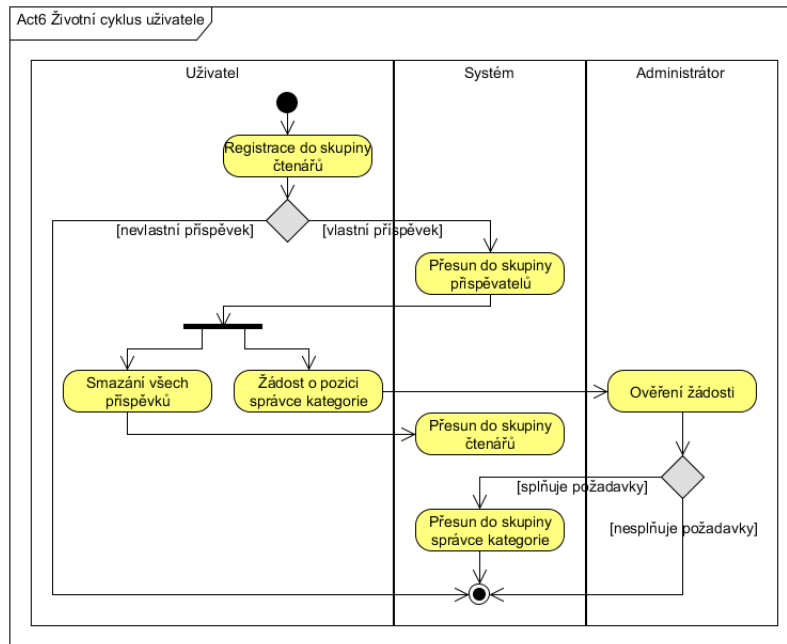 Act6 Životní cyklus uživatele
Uživatel
Systém
Administrátor
Registrace do skupiny
čtenářů
[nevlastní příspěvek]
[vlastní příspěvek]
Přesun do skupiny
přispěvatelů
Smazání všech
příspěvků
Žádost o pozici
správce kategorie
Ověření žádosti
Přesun do skupiny
čtenářů
[splňuje požadavky]
Přesun do skupiny
správce kategorie
[nesplňuje požadavky]